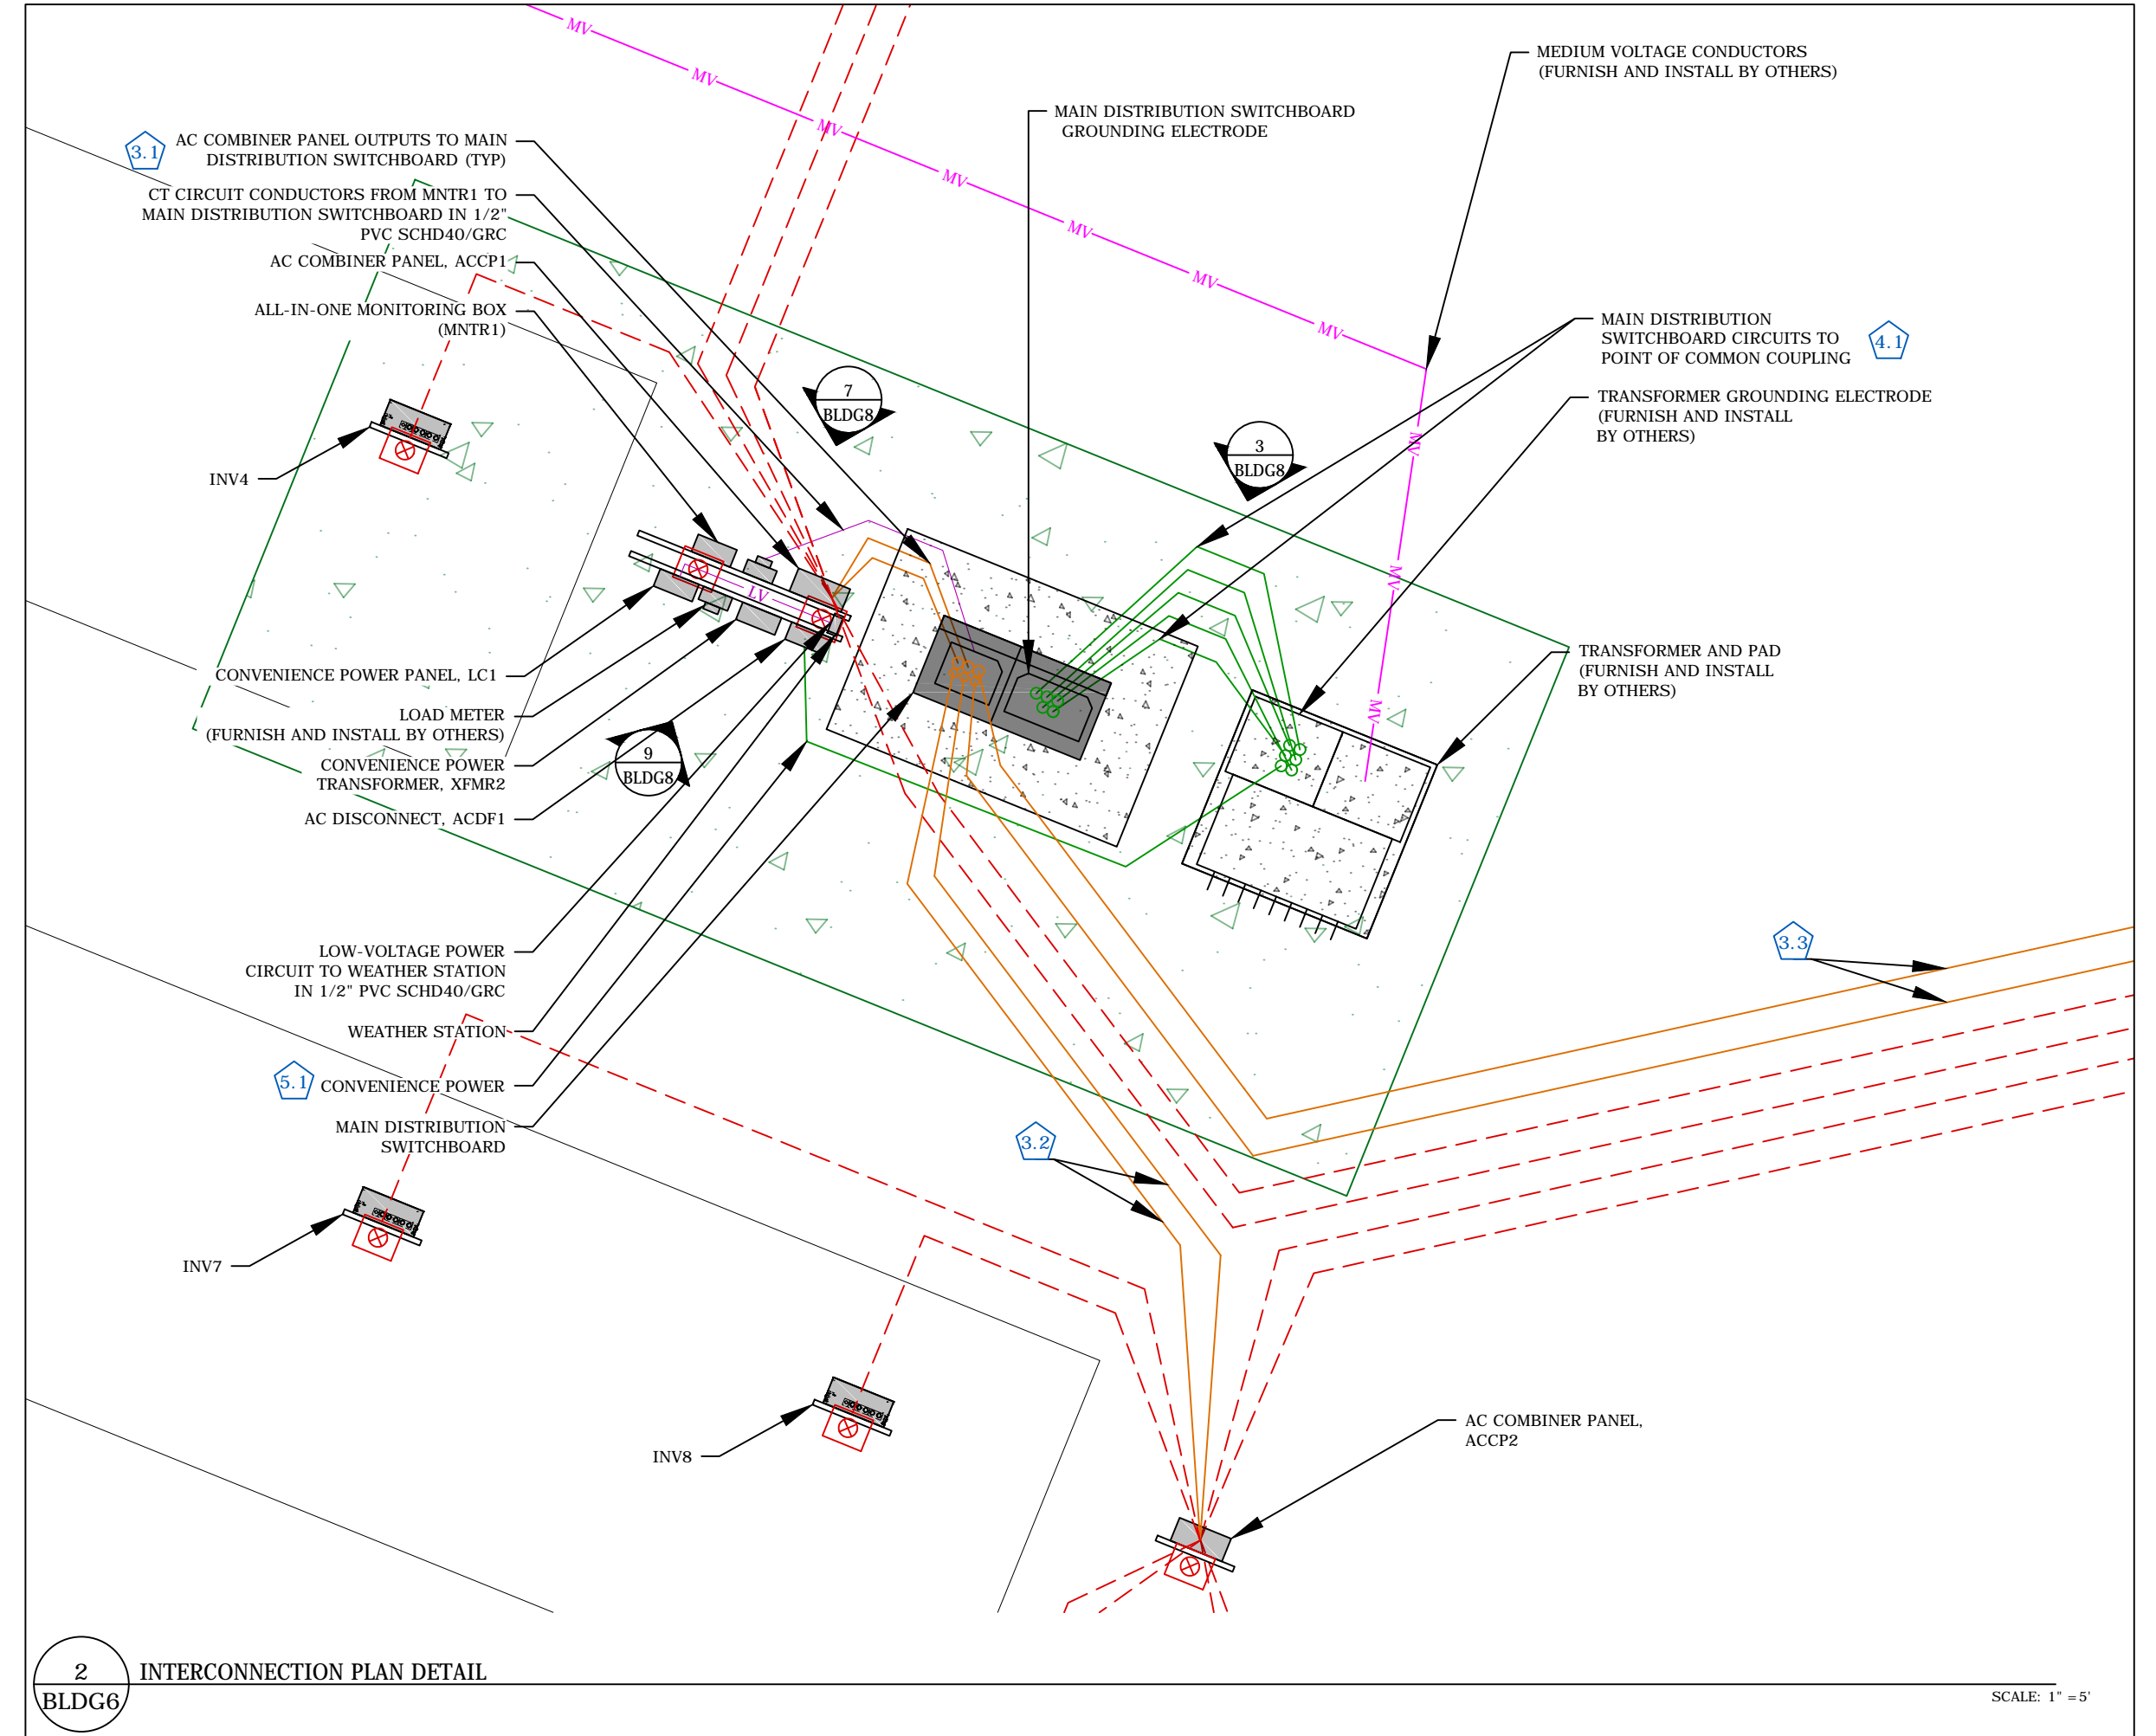 MV
MV
MV
MV
MV
MV
MV
MV
MV
MV
MEDIUM VOLTAGE CONDUCTORS
(FURNISH AND INSTALL BY OTHERS)
MAIN DISTRIBUTION SWITCHBOARD
GROUNDING ELECTRODE
3.1
AC COMBINER PANEL OUTPUTS TO MAIN
DISTRIBUTION SWITCHBOARD (TYP)
CT CIRCUIT CONDUCTORS FROM MNTR1 TO
MAIN DISTRIBUTION SWITCHBOARD IN 1/2"
PVC SCHD40/GRC
AC COMBINER PANEL, ACCP1
ALL-IN-ONE MONITORING BOX
(MNTR1)
MAIN DISTRIBUTION
SWITCHBOARD CIRCUITS TO
POINT OF COMMON COUPLING
4.1
TRANSFORMER GROUNDING ELECTRODE
(FURNISH AND INSTALL
BY OTHERS)
7
BLDG8
3
BLDG8
INV4
LV
CONVENIENCE POWER PANEL, LC1
LOAD METER
(FURNISH AND INSTALL BY OTHERS)
CONVENIENCE POWER
TRANSFORMER, XFMR2
AC DISCONNECT, ACDF1
9
BLDG8
TRANSFORMER AND PAD
(FURNISH AND INSTALL
BY OTHERS)
LOW-VOLTAGE POWER
CIRCUIT TO WEATHER STATION
IN 1/2" PVC SCHD40/GRC
WEATHER STATION
5.1
CONVENIENCE POWER
MAIN DISTRIBUTION
SWITCHBOARD
3.3
3.2
INV7
INV8
AC COMBINER PANEL,
ACCP2
2
BLDG6
INTERCONNECTION PLAN DETAIL
SCALE: 1" = 5'